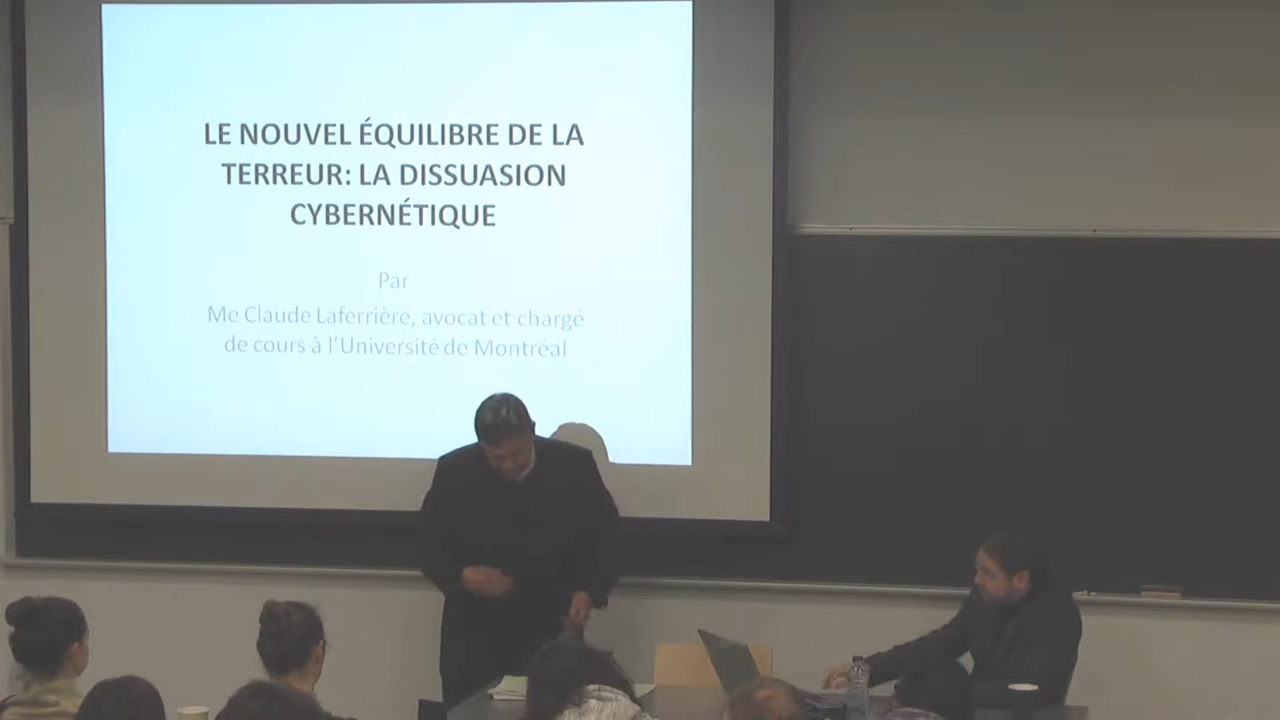 LE NOUVEL ÉQUILIBRE DE LA
TERREUR: LA DISSUASION
CYBERNÉTIQUE
Par
Me Claude Laferrière, avocat et chargé
de cours à l'Université de Montréal